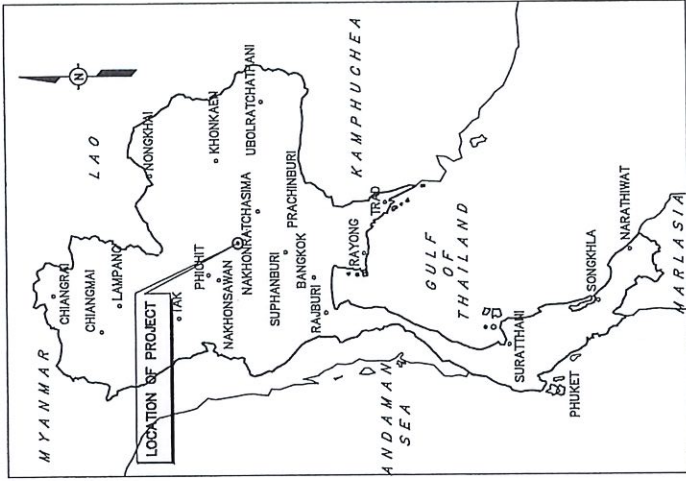 MYANMAR
LAO
CHIANGRAI
CHIANGMAI
LAMPANG
NONGKHAI
LOCATION OF PROJECT
TAK
PHICHIT
KHONKAEN
NAKHONSAWAN
NAKHONRATCHASIMA
UBOLRATCHATHANI
SUPHANBURI
PRACHINBURI
BANGKOK
RAJBURI
RAYONG
TRAD
KAMPHUCHEA
ANDAMAN
SEA
GULF
OF
THAILAND
SURATTHANI
PHUKET
SONGKHLA
NARATHIWAT
MARLASIA
N